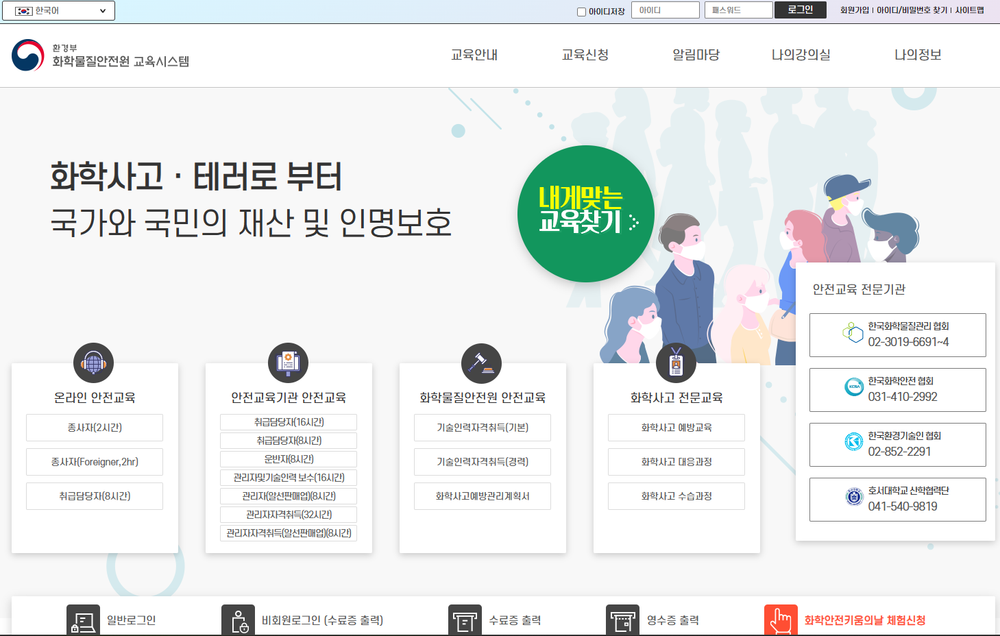 한국어
아이디저장
아이디
패스워드
로그인
회원가입 | 아이디/비밀번호 찾기 | 사이트맵
환경부
화학물질안전원 교육시스템
교육안내
교육신청
알림마당
나의강의실
나의정보
화학사고 · 테러로 부터
국가와 국민의 재산 및 인명보호
내게맞는
교육찾기
안전교육 전문기관
한국화학물질관리 협회
02-3019-6691~4
KCSA
한국화학안전 협회
031-410-2992
한국환경기술인 협회
02-852-2291
호서대학교 산학협력단
041-540-9819
온라인 안전교육
종사자(2시간)
종사자(Foreigner,2hr)
취급담당자(8시간)
안전교육기관 안전교육
취급담당자(16시간)
취급담당자(8시간)
운반자(8시간)
관리자및기술인력 보수(16시간)
관리자(알선판매업)(8시간)
관리자자격취득(32시간)
관리자자격취득(알선판매업)(8시간)
화학물질안전원 안전교육
기술인력자격취득(기본)
기술인력자격취득(경력)
화학사고예방관리계획서
화학사고 전문교육
화학사고 예방교육
화학사고 대응과정
화학사고 수습과정
일반로그인
비회원로그인 (수료증 출력)
수료증 출력
영수증 출력
화학안전키움의날 체험신청